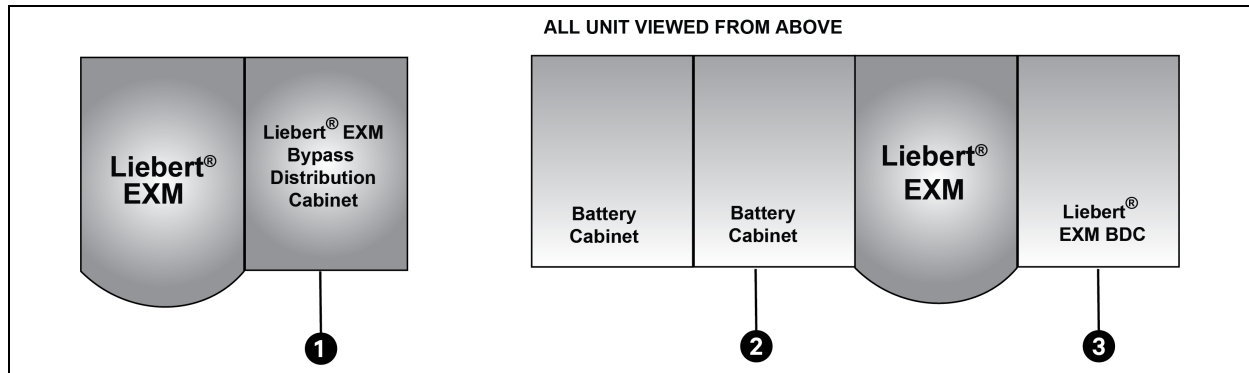 ALL UNIT VIEWED FROM ABOVE
Liebert®
EXM
Liebert® EXM
Bypass
Distribution
Cabinet
Battery
Cabinet
Battery
Cabinet
Liebert®
EXM
Liebert®
EXM BDC
1
2
3